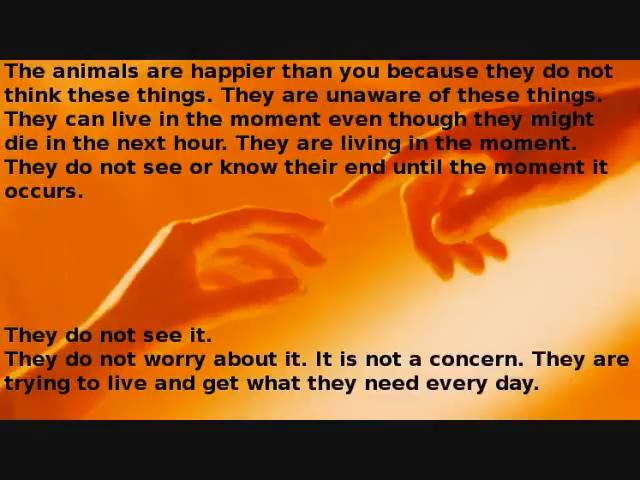 The animals are happier than you because they do not
think these things. They are unaware of these things.
They can live in the moment even though they might
die in the next hour. They are living in the moment.
They do not see or know their end until the moment it
occurs.
They do not see it.
They do not worry about it. It is not a concern. They are
trying to live and get what they need every day.